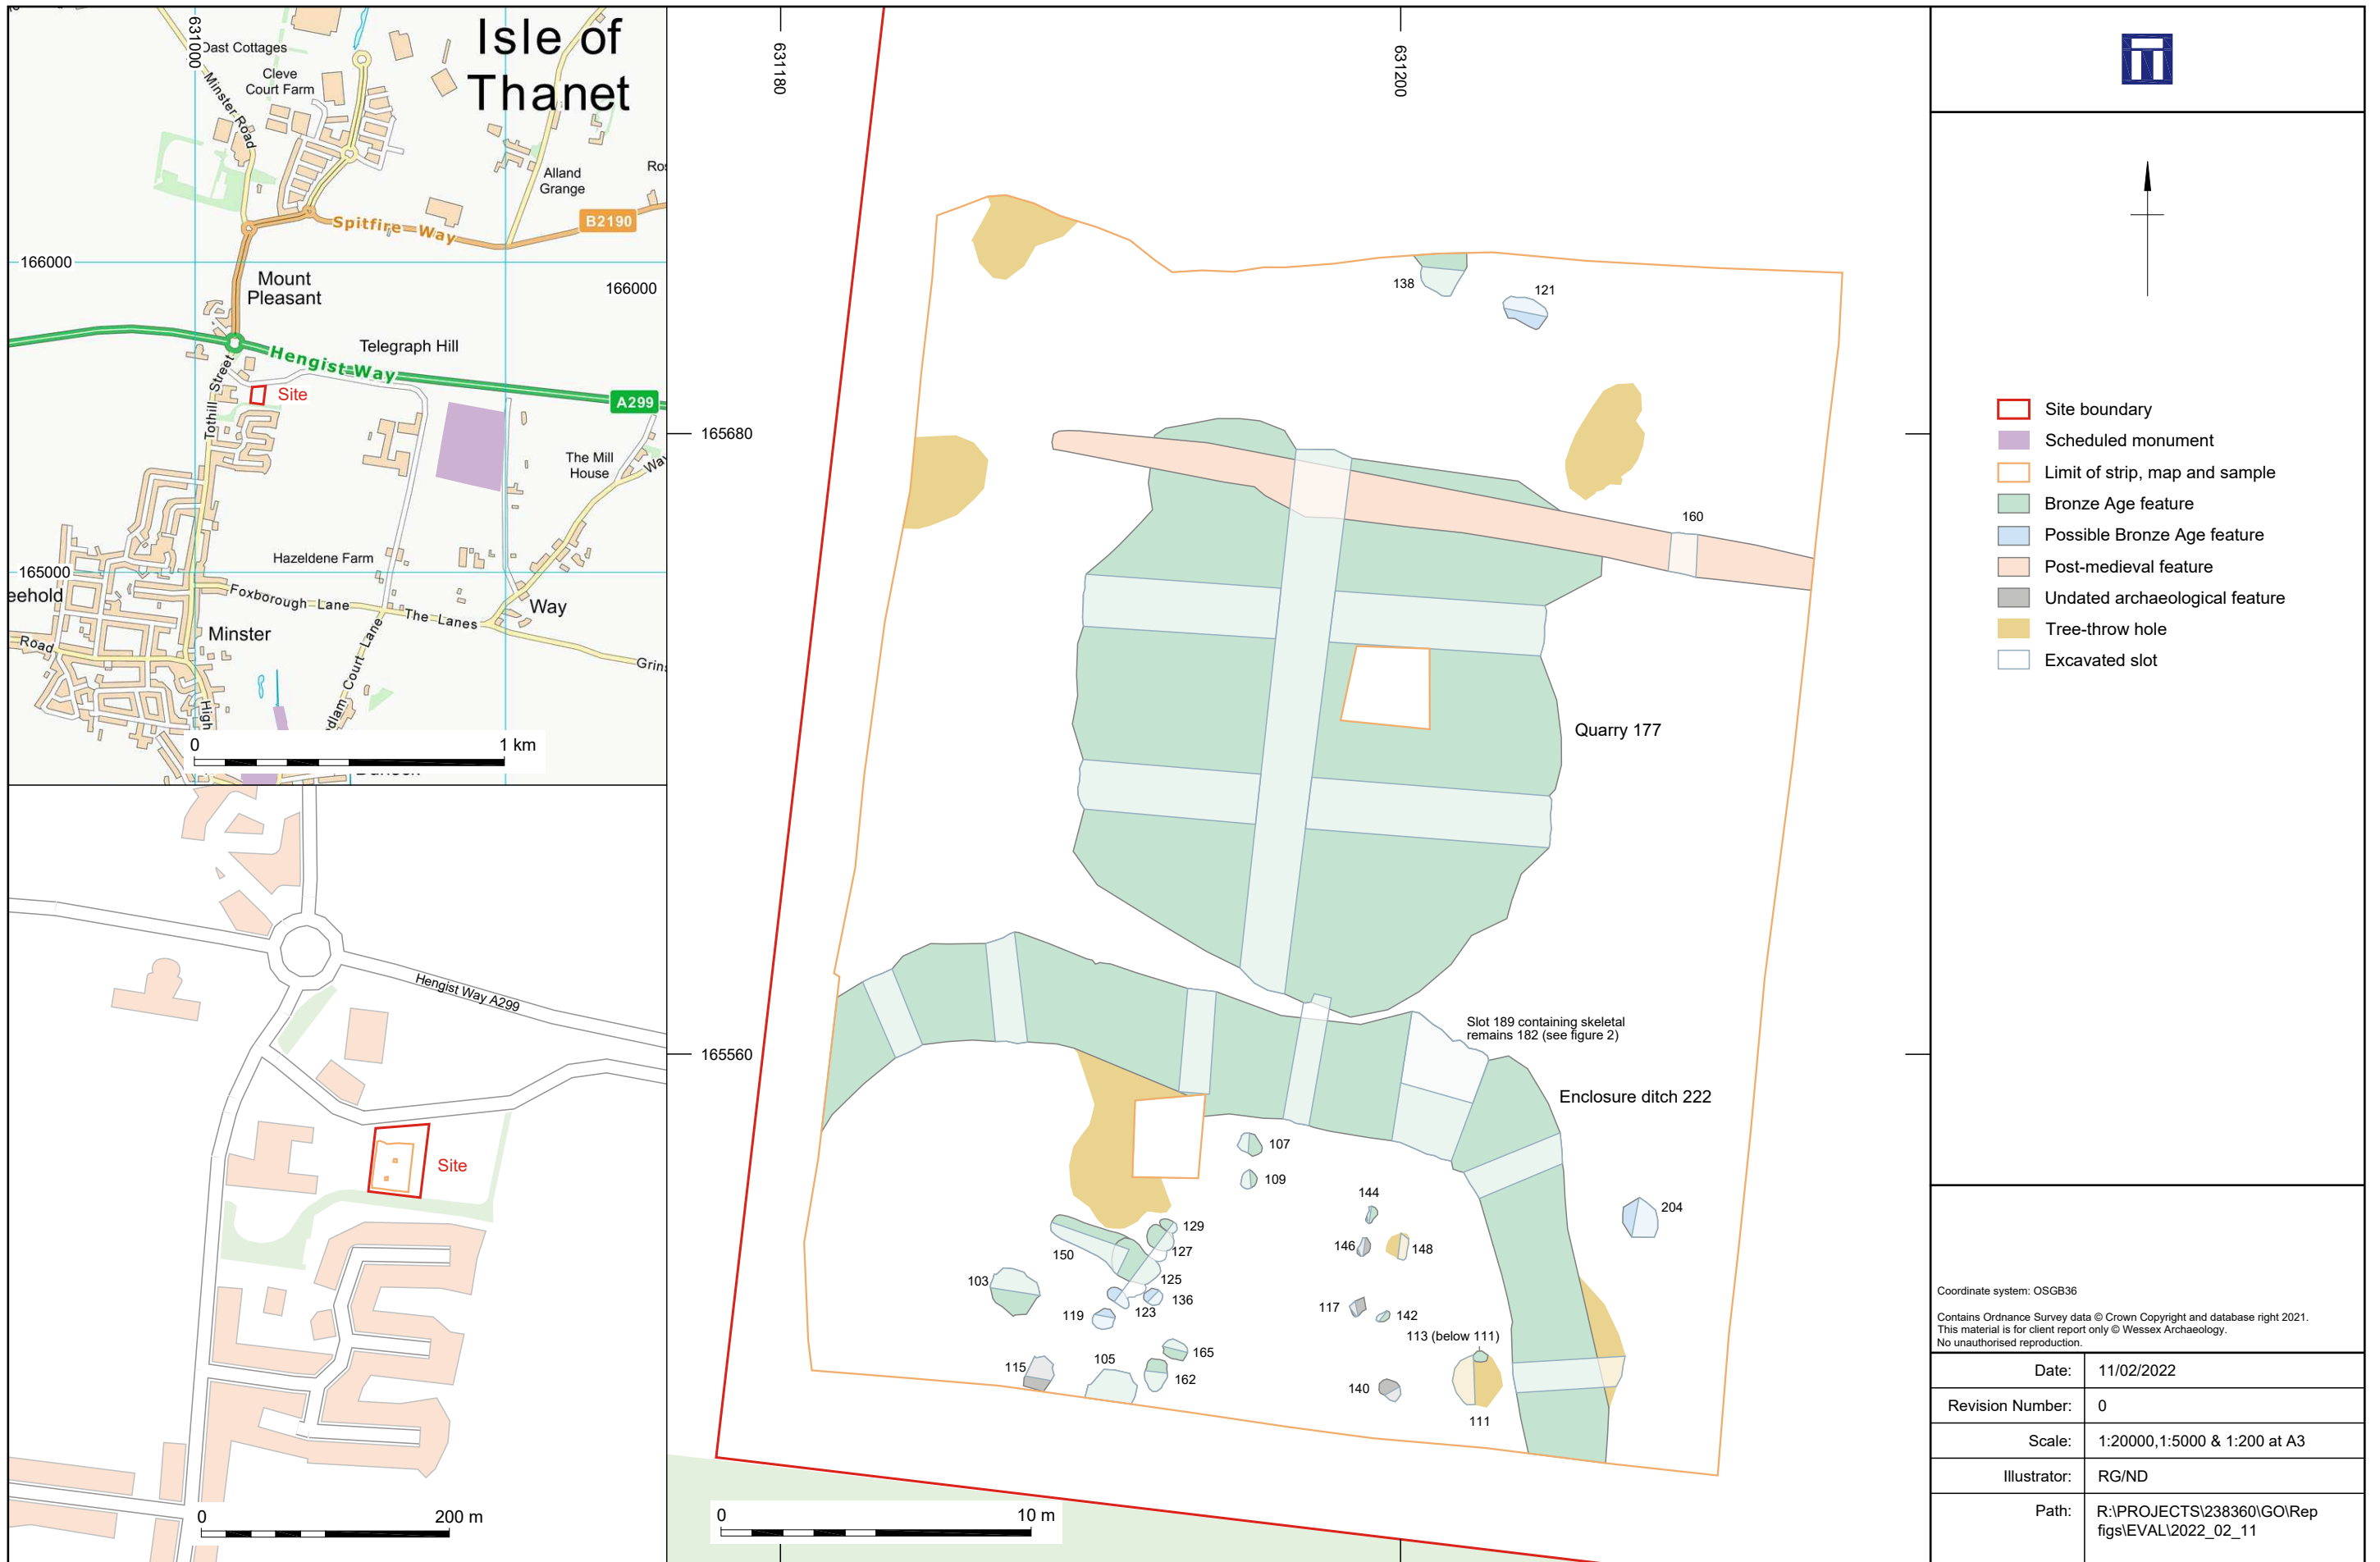 Isle of
Thanet
631000
Oast Cottages
Cleve
Court Farm
Minster Road
Alland
Grange
B2190
Spitfire Way
166000
Mount
Pleasant
166000
Telegraph Hill
Hengist Way
A299
Tothill Street
Site
The Mill
House
Way
Hazeldene Farm
165000
eehold
Foxborough Lane
The Lanes
Way
Minster
Road
Grin
High
dlam Court Lane
0 1 km
Hengist Way A299
Site
0 200 m
631180
631200
165680
165560
138
121
160
Quarry 177
Slot 189 containing skeletal
remains 182 (see figure 2)
Enclosure ditch 222
107
109
144
204
129
146
148
150
127
103
125
136
123
119
117
142
113 (below 111)
165
115
105
162
140
111
0 10 m
Site boundary
Scheduled monument
Limit of strip, map and sample
Bronze Age feature
Possible Bronze Age feature
Post-medieval feature
Undated archaeological feature
Tree-throw hole
Excavated slot
Coordinate system: OSGB36
Contains Ordnance Survey data © Crown Copyright and database right 2021.
This material is for client report only © Wessex Archaeology.
No unauthorised reproduction.
Date: 11/02/2022
Revision Number: 0
Scale: 1:20000,1:5000 & 1:200 at A3
Illustrator: RG/ND
Path: R:\PROJECTS\238360\GO\Rep
figs\EVAL\2022_02_11